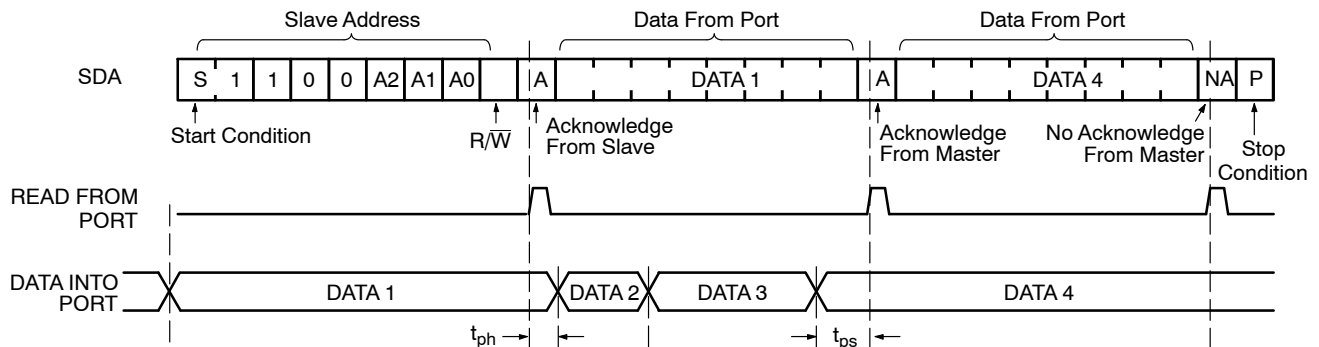 Slave Address Data From Port Data From Port
SDA S 1 1 0 0 A2 A1 A0 A DATA 1 A DATA 4 NA P
Start Condition R/W̅ Acknowledge From Slave Acknowledge From Master No Acknowledge From Master Stop Condition
READ FROM PORT
DATA INTO PORT DATA 1 DATA 2 DATA 3 DATA 4
tph tps